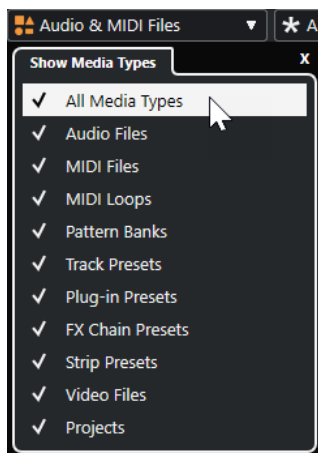 Audio & MIDI Files
A
Show Media Types
x
All Media Types
Audio Files
MIDI Files
MIDI Loops
Pattern Banks
Track Presets
Plug-in Presets
FX Chain Presets
Strip Presets
Video Files
Projects